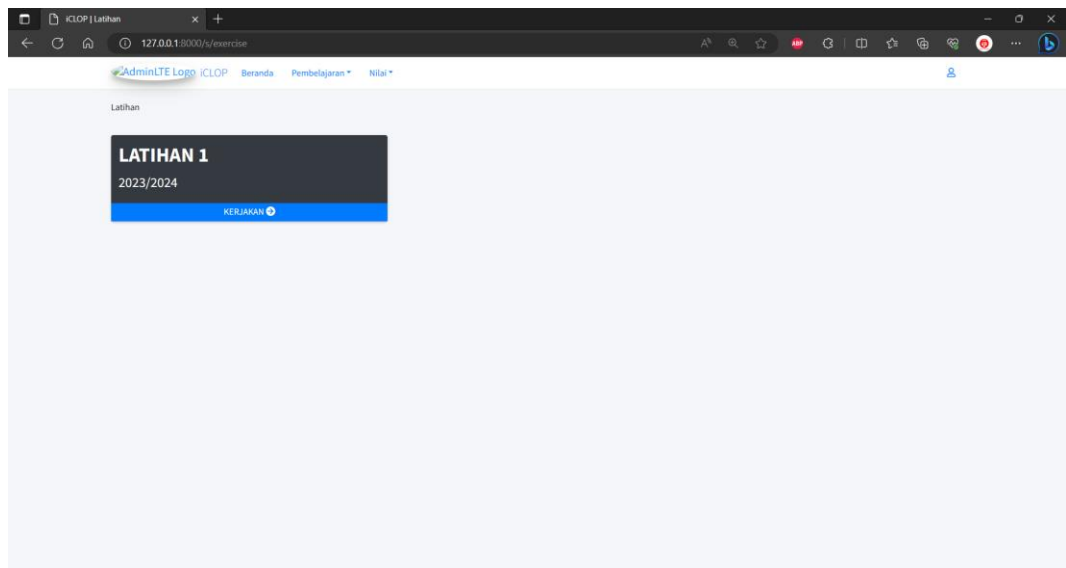 iCLOP | Latihan
127.0.0.1:8000/s/exercise
ABP
AdminLTE Logo iCLOP Beranda Pembelajaran Nilai
Latihan
LATIHAN 1
2023/2024
KERJAKAN